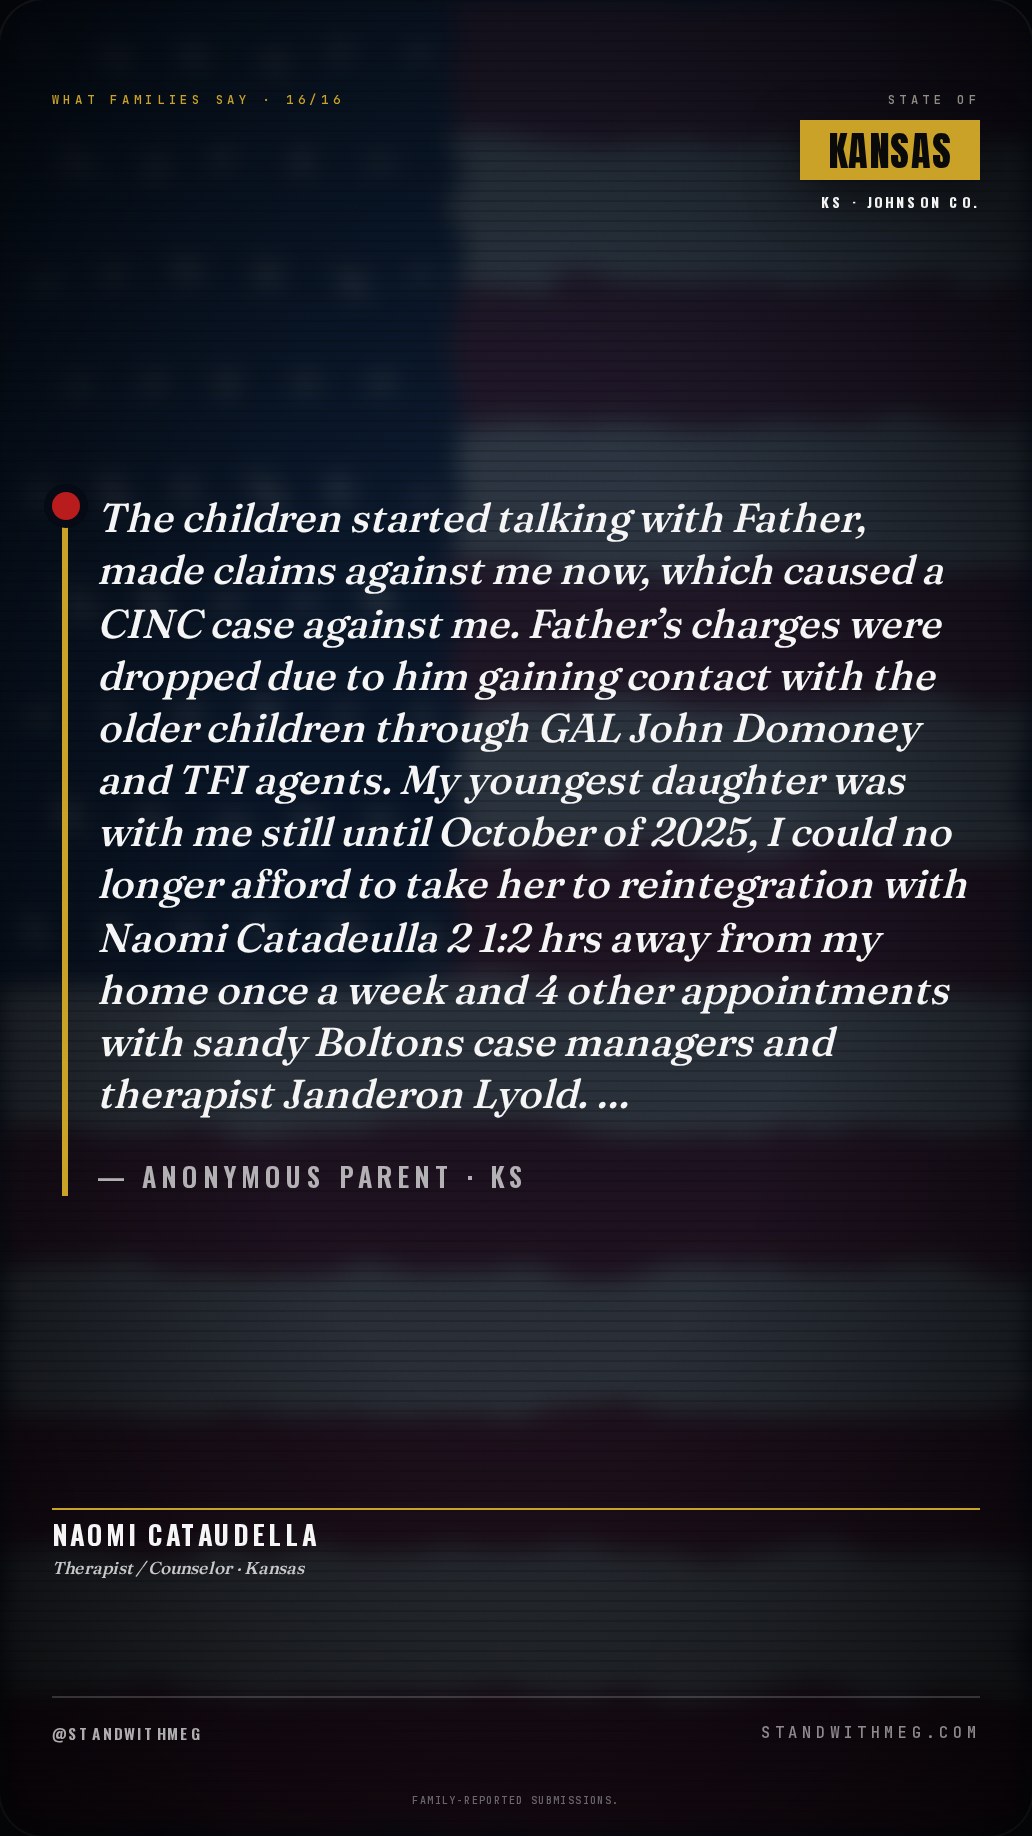 WHAT FAMILIES SAY · 16/16
STATE OF
KANSAS
KS · JOHNSON CO.
The children started talking with Father,
made claims against me now, which caused a
CINC case against me. Father’s charges were
dropped due to him gaining contact with the
older children through GAL John Domoney
and TFI agents. My youngest daughter was
with me still until October of 2025, I could no
longer afford to take her to reintegration with
Naomi Catadeulla 2 1:2 hrs away from my
home once a week and 4 other appointments
with sandy Boltons case managers and
therapist Janderon Lyold. ...
— ANONYMOUS PARENT · KS
NAOMI CATAUDELLA
Therapist / Counselor · Kansas
@STANDWITHMEG
STANDWITHMEG.COM
FAMILY-REPORTED SUBMISSIONS.